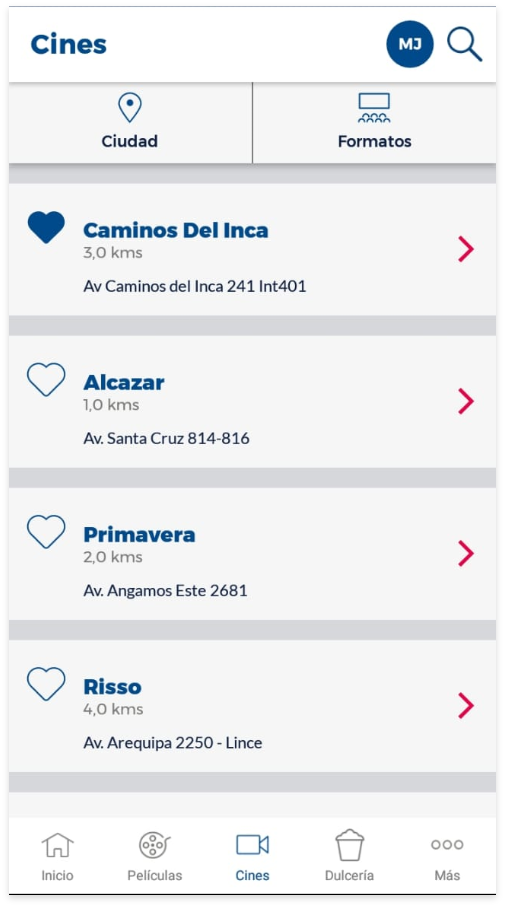 Cines
MJ
Ciudad
Formatos
Caminos Del Inca
3,0 kms
Av Caminos del Inca 241 Int401
Alcazar
1,0 kms
Av. Santa Cruz 814-816
Primavera
2,0 kms
Av. Angamos Este 2681
Risso
4,0 kms
Av. Arequipa 2250 - Lince
Inicio
Películas
Cines
Dulcería
Más